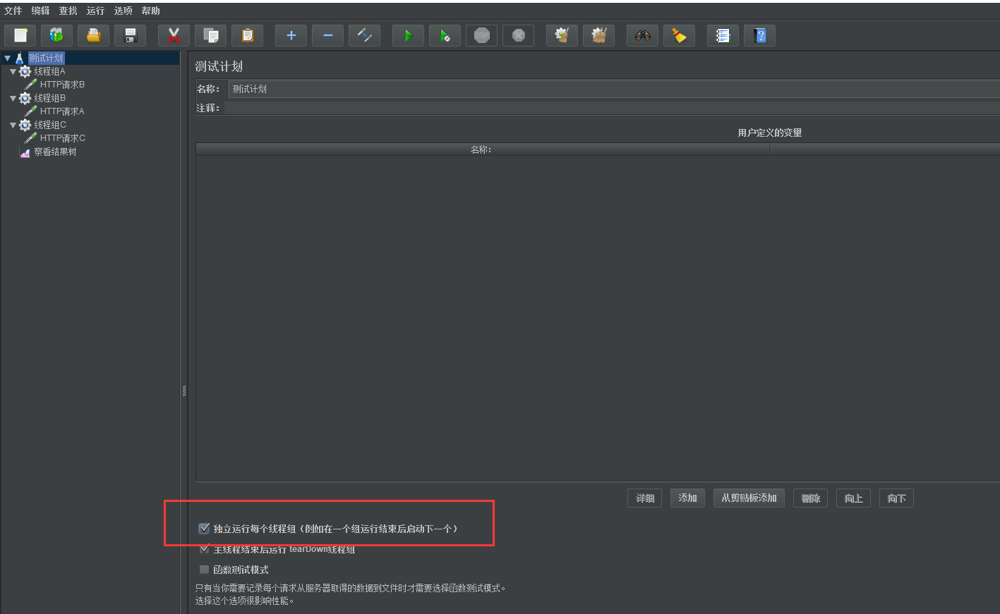 文件 编辑 查找 运行 选项 帮助
STOP
测试计划
线程组A
HTTP请求B
线程组B
HTTP请求A
线程组C
HTTP请求C
察看结果树
测试计划
名称： 测试计划
注释：
用户定义的变量
名称：
详细 添加 从剪贴板添加 删除 向上 向下
独立运行每个线程组（例如在一个组运行结束后启动下一个）
主线程结束后运行 tearDown线程组
函数测试模式
只有当你需要记录每个请求从服务器取得的数据到文件时才需要选择函数测试模式。
选择这个选项很影响性能。